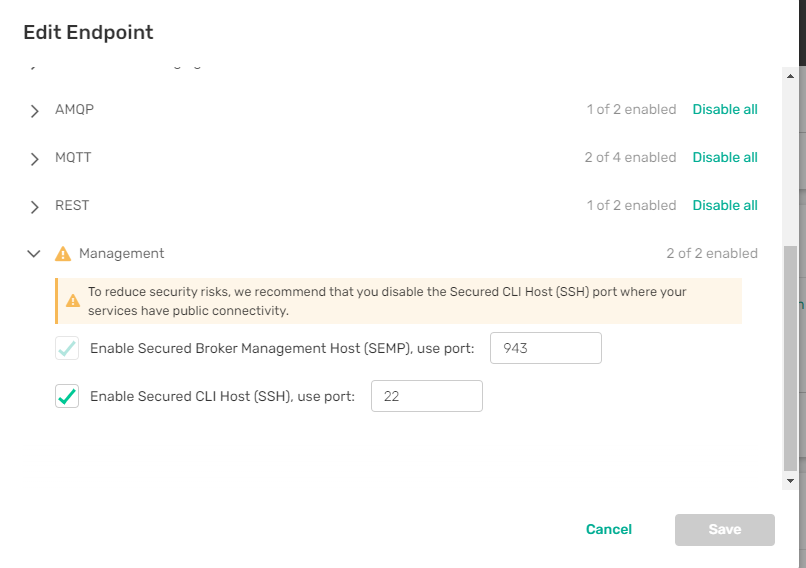 Edit Endpoint
AMQP 1 of 2 enabled Disable all
MQTT 2 of 4 enabled Disable all
REST 1 of 2 enabled Disable all
Management 2 of 2 enabled
To reduce security risks, we recommend that you disable the Secured CLI Host (SSH) port where your
services have public connectivity.
Enable Secured Broker Management Host (SEMP), use port: 943
Enable Secured CLI Host (SSH), use port: 22
Cancel Save